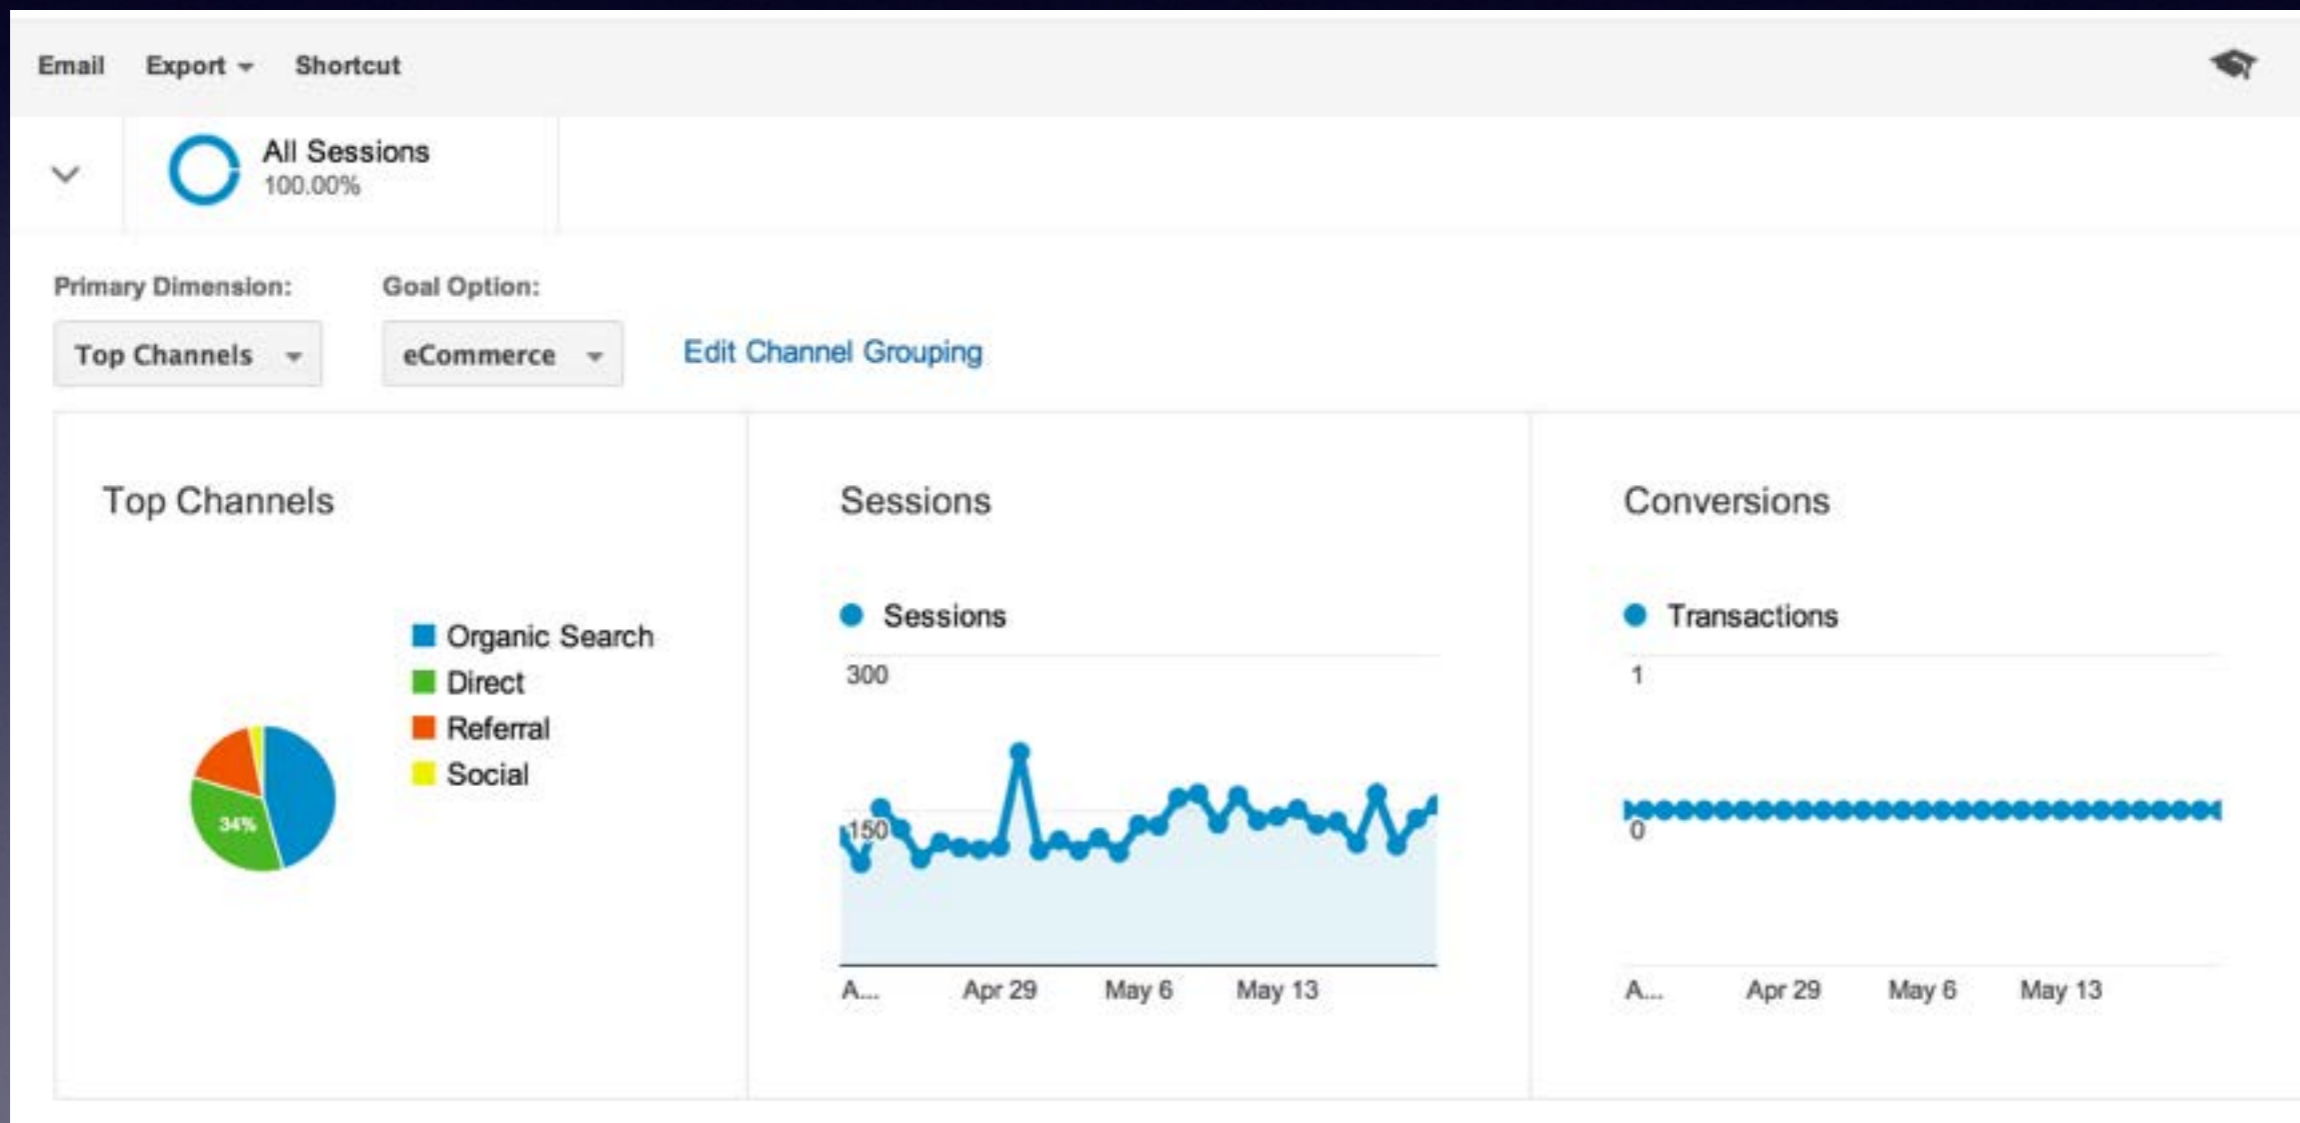 Email Export Shortcut
All Sessions
100.00%
Primary Dimension: Goal Option:
Top Channels eCommerce Edit Channel Grouping
Top Channels
Organic Search
Direct
Referral
Social
34%
Sessions
Sessions
300
150
A... Apr 29 May 6 May 13
Conversions
Transactions
1
0
A... Apr 29 May 6 May 13